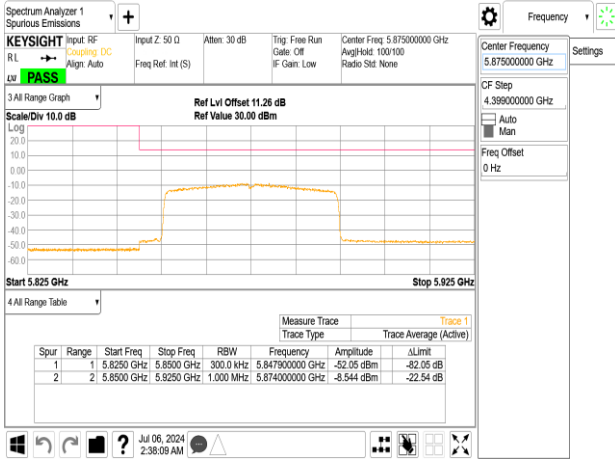 Spectrum Analyzer 1
Spurious Emissions
Frequency
KEYSIGHT
Input: RF
Coupling: DC
Align: Auto
Input Z: 50 Ω
Freq Ref: Int (S)
Atten: 30 dB
Trig: Free Run
Gate: Off
IF Gain: Low
Center Freq: 5.875000000 GHz
Avg|Hold: 100/100
Radio Std: None
R L
LW
PASS
Center Frequency
5.875000000 GHz
Settings
CF Step
4.399000000 GHz
Auto
Man
Freq Offset
0 Hz
3 All Range Graph
Scale/Div 10.0 dB
Ref Lvl Offset 11.26 dB
Ref Value 30.00 dBm
Log
20.0
10.0
0.00
-10.0
-20.0
-30.0
-40.0
-50.0
-60.0
Start 5.825 GHz
Stop 5.925 GHz
4 All Range Table
Measure Trace Trace 1
Trace Type Trace Average (Active)
Spur Range Start Freq Stop Freq RBW Frequency Amplitude ΔLimit
1 1 5.8250 GHz 5.8500 GHz 300.0 kHz 5.847900000 GHz -52.05 dBm -82.05 dB
2 2 5.8500 GHz 5.9250 GHz 1.000 MHz 5.874000000 GHz -8.544 dBm -22.54 dB
Jul 06, 2024
2:38:09 AM